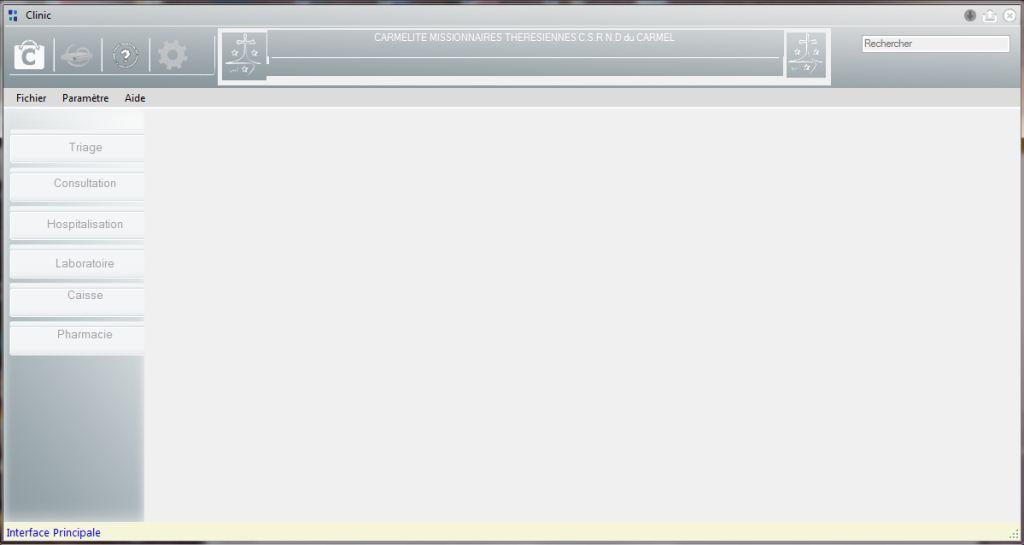 Clinic
CARMELITE MISSIONNAIRES THERESIENNES C.S.R N.D du CARMEL
Rechercher
Fichier Paramètre Aide
Triage
Consultation
Hospitalisation
Laboratoire
Caisse
Pharmacie
Interface Principale